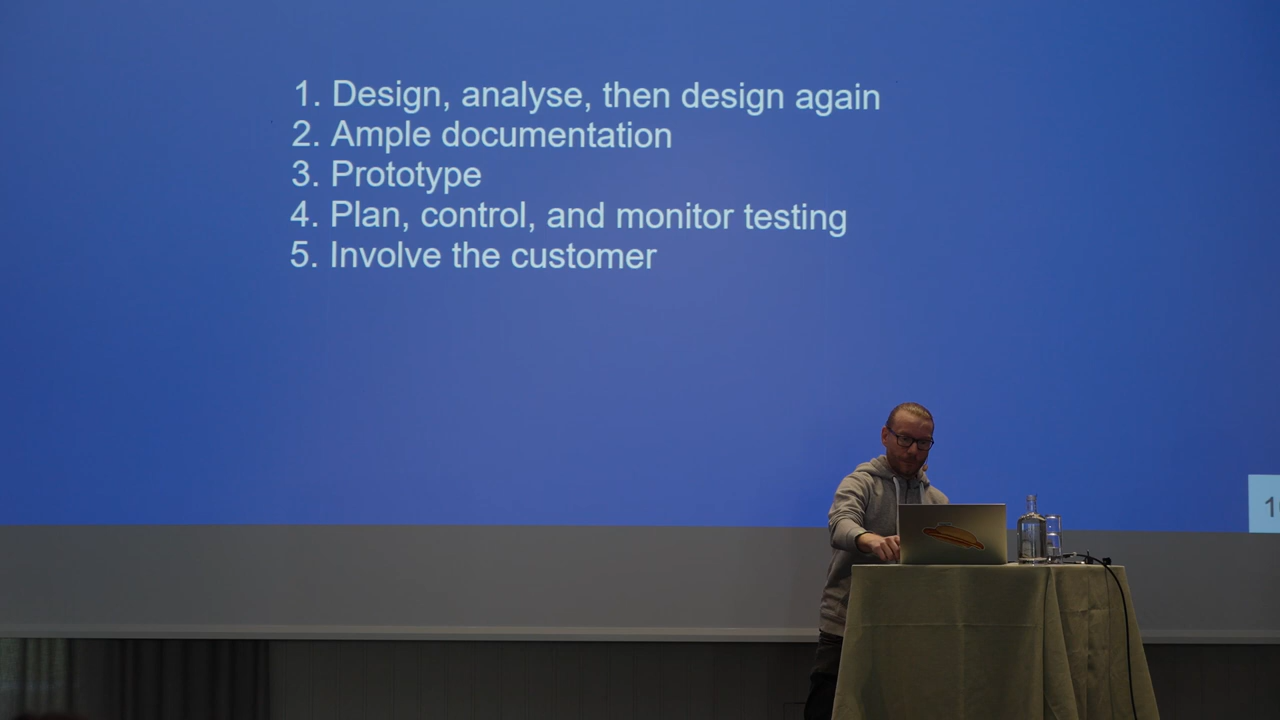 1. Design, analyse, then design again
2. Ample documentation
3. Prototype
4. Plan, control, and monitor testing
5. Involve the customer